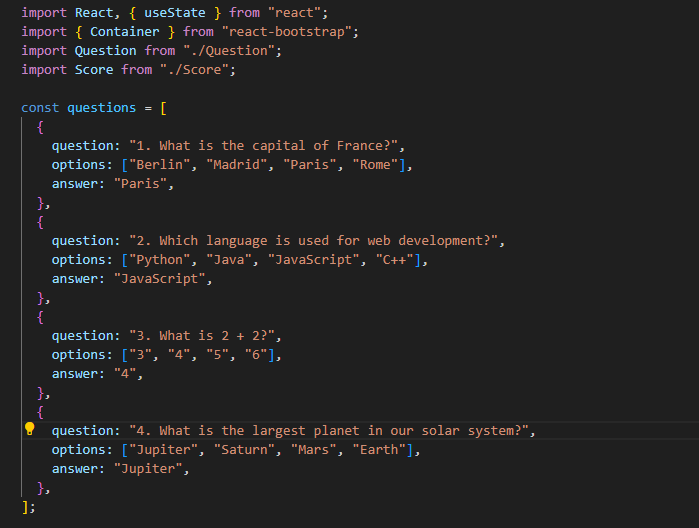 import React, { useState } from "react";
import { Container } from "react-bootstrap";
import Question from "./Question";
import Score from "./Score";

const questions = [
  {
    question: "1. What is the capital of France?",
    options: ["Berlin", "Madrid", "Paris", "Rome"],
    answer: "Paris",
  },
  {
    question: "2. Which language is used for web development?",
    options: ["Python", "Java", "JavaScript", "C++"],
    answer: "JavaScript",
  },
  {
    question: "3. What is 2 + 2?",
    options: ["3", "4", "5", "6"],
    answer: "4",
  },
  {
    question: "4. What is the largest planet in our solar system?",
    options: ["Jupiter", "Saturn", "Mars", "Earth"],
    answer: "Jupiter",
  },
];